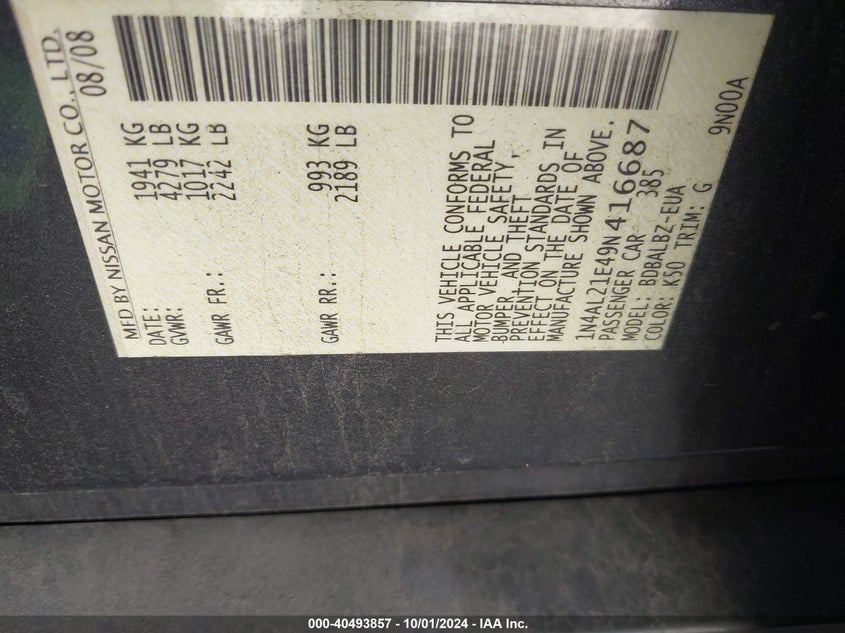 MFD BY NISSAN MOTOR CO., LTD.
DATE: 08/08
GVWR: 1941 KG
4279 LB
GAWR FR.: 1017 KG
2242 LB
GAWR RR.: 993 KG
2189 LB
THIS VEHICLE CONFORMS TO
ALL APPLICABLE FEDERAL
MOTOR VEHICLE SAFETY,
BUMPER, AND THEFT
PREVENTION STANDARDS IN
EFFECT ON THE DATE OF
MANUFACTURE SHOWN ABOVE.
1N4AL21E49N416687
PASSENGER CAR 385
MODEL: BDBALBZ-EUA
COLOR: K50 TRIM: G
9N00A
000-40493857 - 10/01/2024 - IAA Inc.